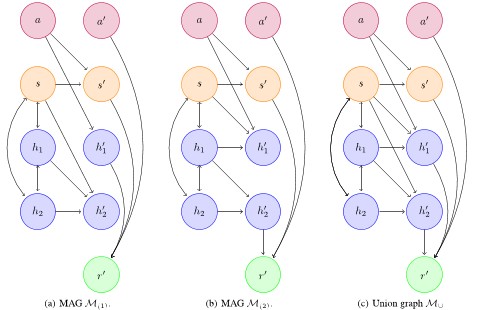 a a′ a a′ a a′
s s′ s s′ s s′
h₁ h′₁ h₁ h′₁ h₁ h′₁
h₂ h′₂ h₂ h′₂ h₂ h′₂
r′ r′ r′
(a) MAG 𝓜₍₁₎. (b) MAG 𝓜₍₂₎. (c) Union graph 𝓜∪